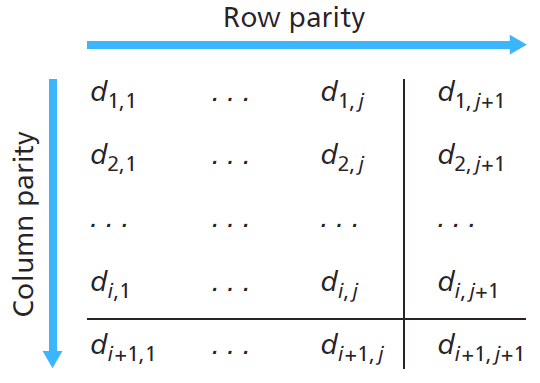 Row parity
Column parity
d1,1 ... d1,j d1,j+1
d2,1 ... d2,j d2,j+1
... ... ... ...
di,1 ... di,j di,j+1
di+1,1 ... di+1,j di+1,j+1